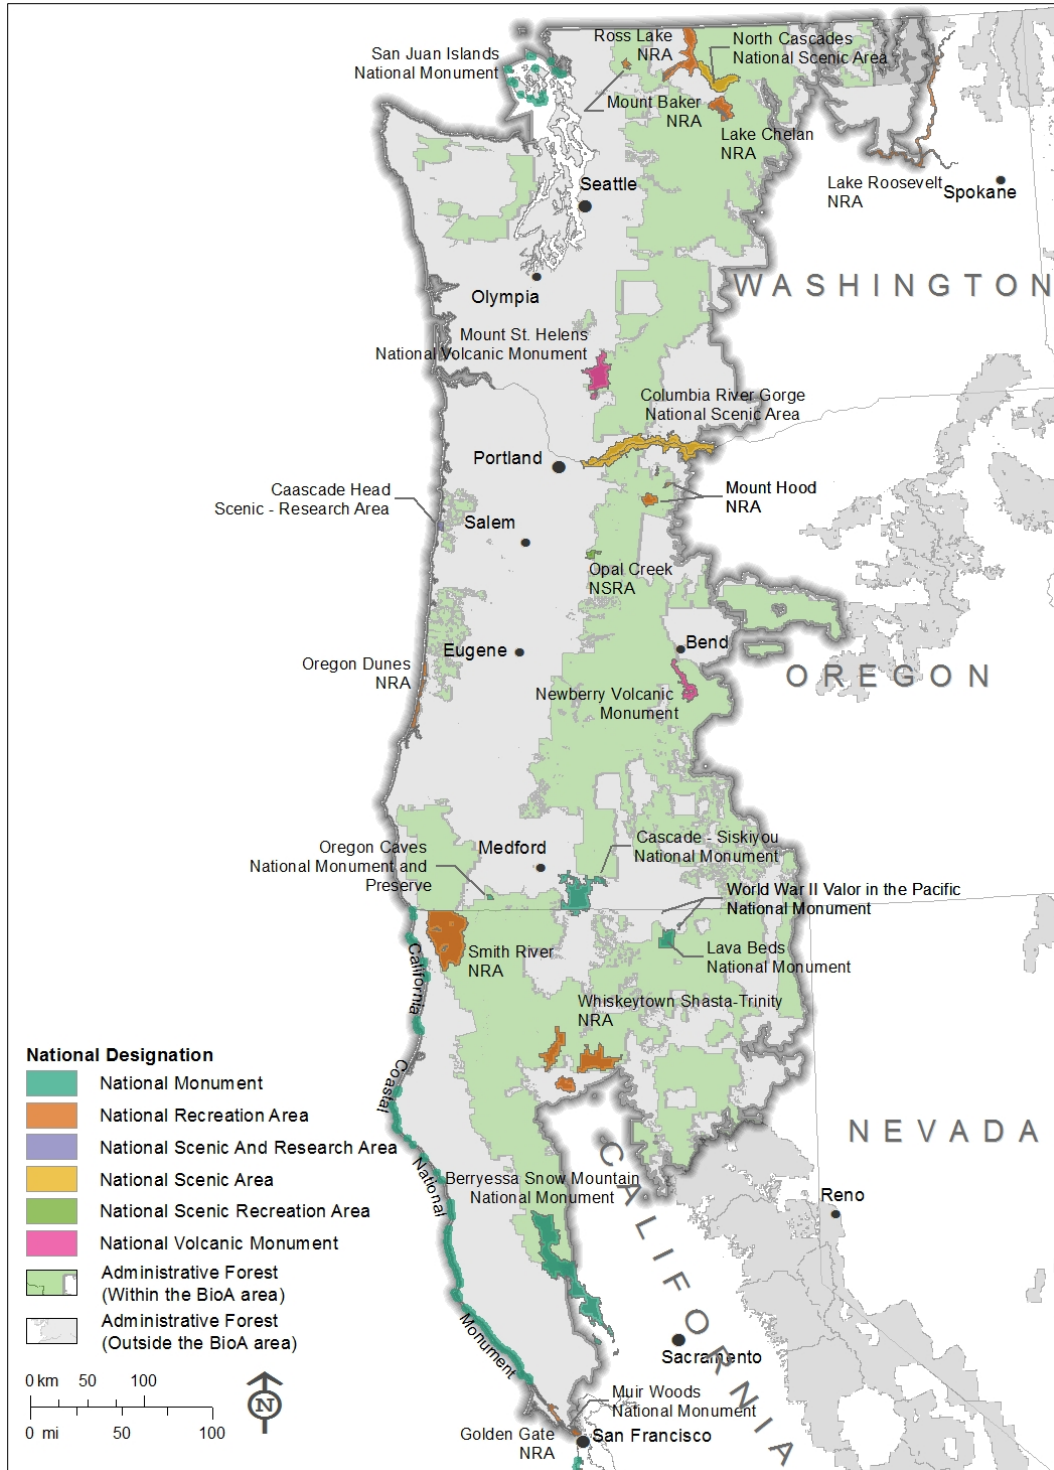 San Juan Islands
National Monument
Ross Lake
NRA
North Cascades
National Scenic Area
Mount Baker
NRA
Lake Chelan
NRA
Seattle
Lake Roosevelt
NRA
Spokane
Olympia
WASHINGTON
Mount St. Helens
National Volcanic Monument
Columbia River Gorge
National Scenic Area
Portland
Mount Hood
NRA
Caascade Head
Scenic - Research Area
Salem
Opal Creek
NSRA
Eugene
Bend
Oregon Dunes
NRA
OREGON
Newberry Volcanic
Monument
Medford
Cascade - Siskiyou
National Monument
Oregon Caves
National Monument and
Preserve
World War II Valor in the Pacific
National Monument
Smith River
NRA
Lava Beds
National Monument
Whiskeytown Shasta-Trinity
NRA
California
Coastal
National
Monument
NEVADA
CALIFORNIA
Berryessa Snow Mountain
National Monument
Reno
Sacramento
Muir Woods
National Monument
Golden Gate
NRA
San Francisco
National Designation
National Monument
National Recreation Area
National Scenic And Research Area
National Scenic Area
National Scenic Recreation Area
National Volcanic Monument
Administrative Forest
(Within the BioA area)
Administrative Forest
(Outside the BioA area)
0 km 50 100
0 mi 50 100
N